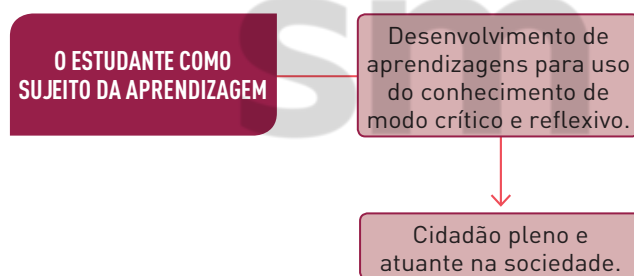 O ESTUDANTE COMO
SUJEITO DA APRENDIZAGEM
Desenvolvimento de
aprendizagens para uso
do conhecimento de
modo crítico e reflexivo.
Cidadão pleno e
atuante na sociedade.
sm